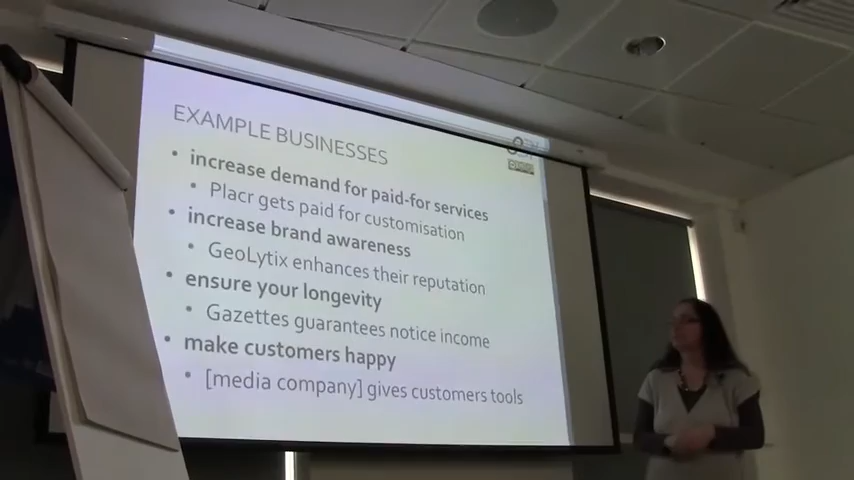 EXAMPLE BUSINESSES
• increase demand for paid-for services
• Placr gets paid for customisation
• increase brand awareness
• GeoLytix enhances their reputation
• ensure your longevity
• Gazettes guarantees notice income
• make customers happy
• [media company] gives customers tools